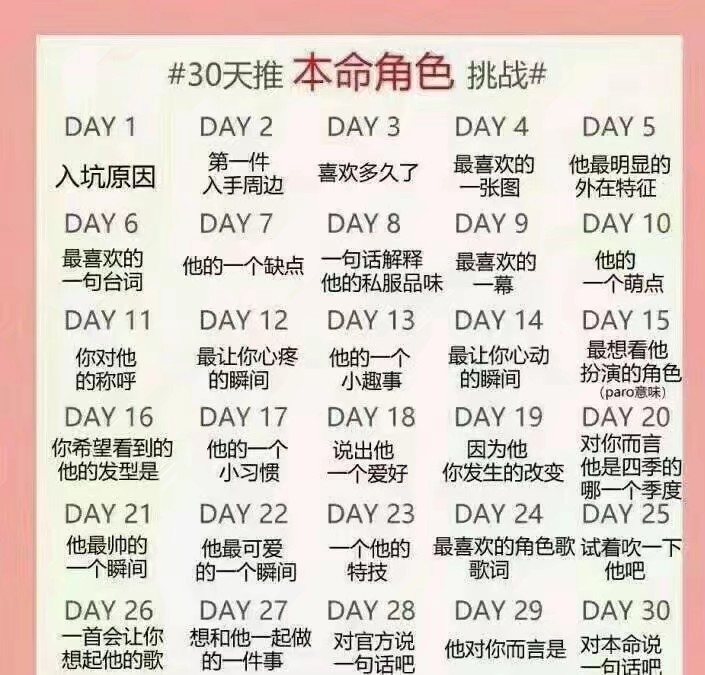 #30天推 本命角色 挑战#
DAY 1
入坑原因
DAY 2
第一件
入手周边
DAY 3
喜欢多久了
DAY 4
最喜欢的
一张图
DAY 5
他最明显的
外在特征
DAY 6
最喜欢的
一句台词
DAY 7
他的一个缺点
DAY 8
一句话解释
他的私服品味
DAY 9
最喜欢的
一幕
DAY 10
他的
一个萌点
DAY 11
你对他
的称呼
DAY 12
最让你心疼
的瞬间
DAY 13
他的一个
小趣事
DAY 14
最让你心动
的瞬间
DAY 15
最想看他
扮演的角色
(paro意味)
DAY 16
你希望看到的
他的发型是
DAY 17
他的一个
小习惯
DAY 18
说出他
一个爱好
DAY 19
因为他
你发生的改变
DAY 20
对你而言
他是四季的
哪一个季度
DAY 21
他最帅的
一个瞬间
DAY 22
他最可爱
的一个瞬间
DAY 23
一个他的
特技
DAY 24
最喜欢的角色歌
歌词
DAY 25
试着吹一下
他吧
DAY 26
一首会让你
想起他的歌
DAY 27
想和他一起做
的一件事
DAY 28
对官方说
一句话吧
DAY 29
他对你而言是
DAY 30
对本命说
一句话吧